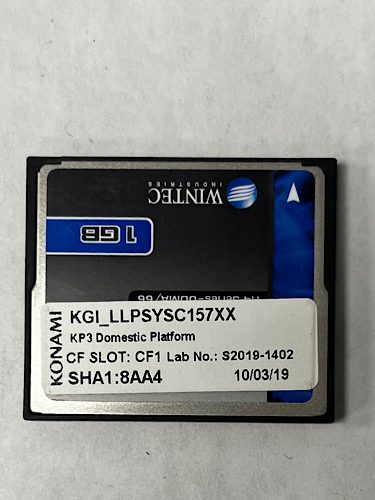 WINTEC
INDUSTRIES
1 GB
KONAMI
KGI_LLPSYSC157XX
KP3 Domestic Platform
CF SLOT: CF1 Lab No.: S2019-1402
SHA1:8AA4
10/03/19